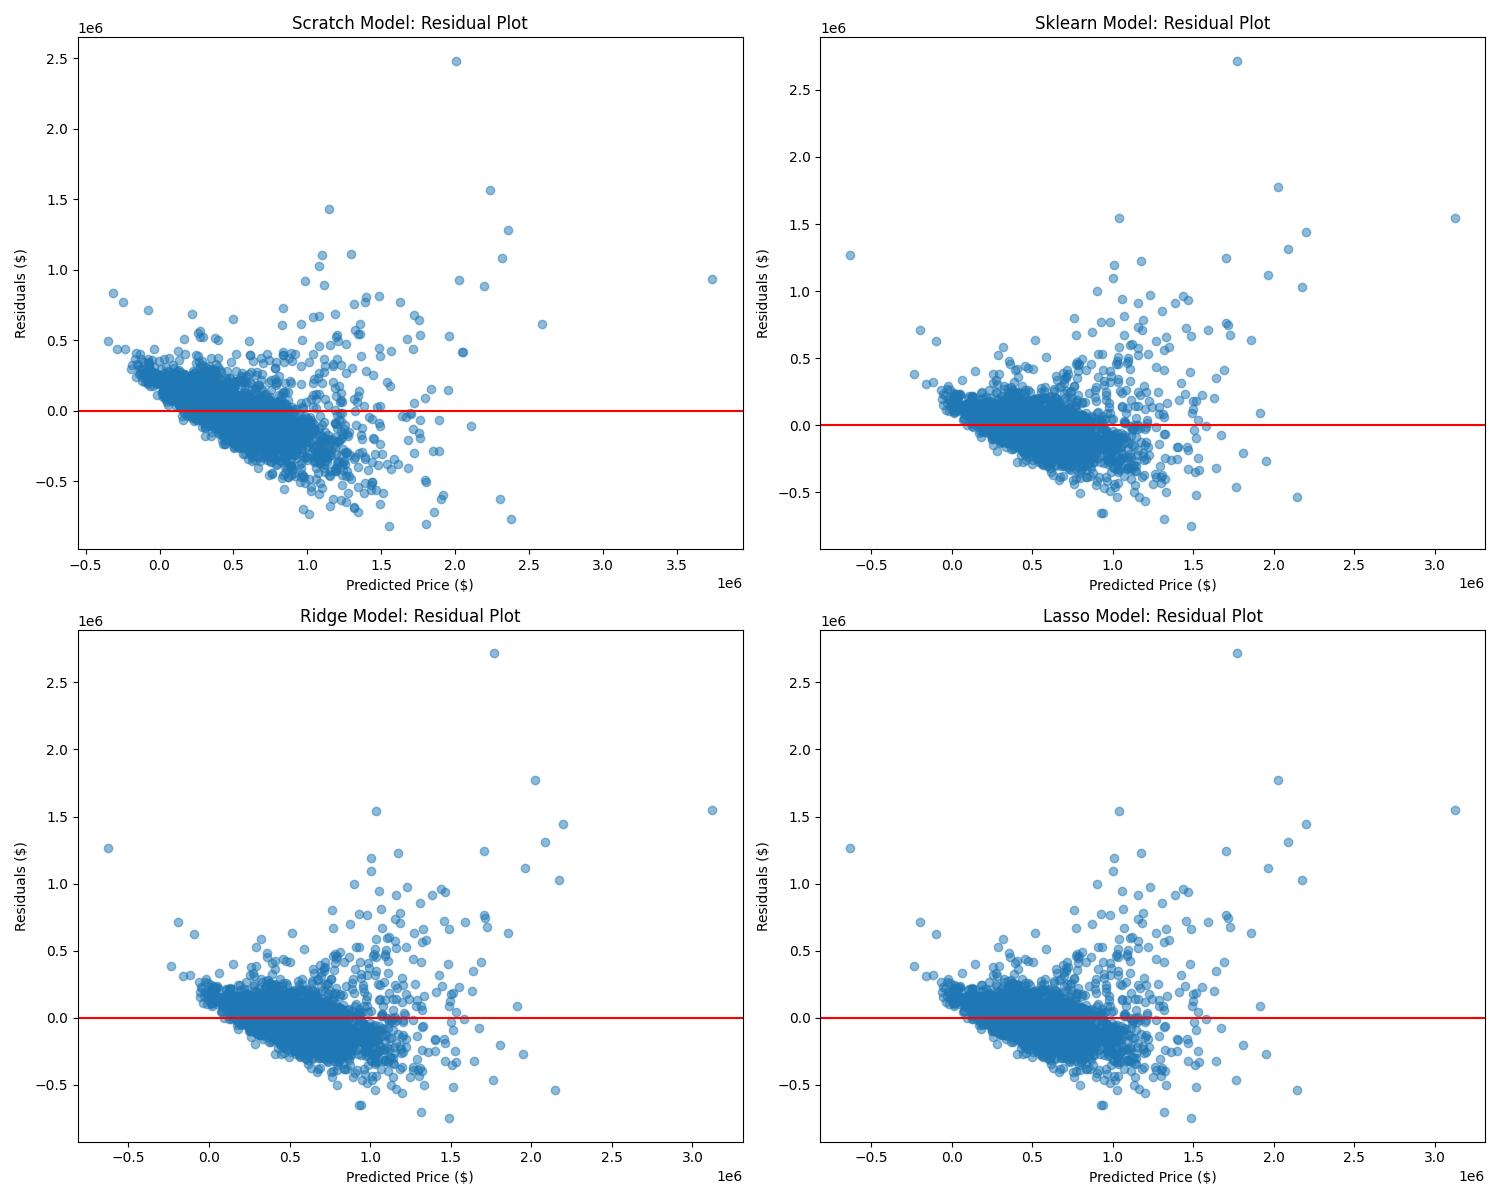 Scratch Model: Residual Plot
1e6
2.5
2.0
1.5
1.0
0.5
0.0
−0.5
Residuals ($)
−0.5 0.0 0.5 1.0 1.5 2.0 2.5 3.0 3.5
Predicted Price ($)
1e6
Sklearn Model: Residual Plot
1e6
2.5
2.0
1.5
1.0
0.5
0.0
−0.5
Residuals ($)
−0.5 0.0 0.5 1.0 1.5 2.0 2.5 3.0
Predicted Price ($)
1e6
Ridge Model: Residual Plot
1e6
2.5
2.0
1.5
1.0
0.5
0.0
−0.5
Residuals ($)
−0.5 0.0 0.5 1.0 1.5 2.0 2.5 3.0
Predicted Price ($)
1e6
Lasso Model: Residual Plot
1e6
2.5
2.0
1.5
1.0
0.5
0.0
−0.5
Residuals ($)
−0.5 0.0 0.5 1.0 1.5 2.0 2.5 3.0
Predicted Price ($)
1e6